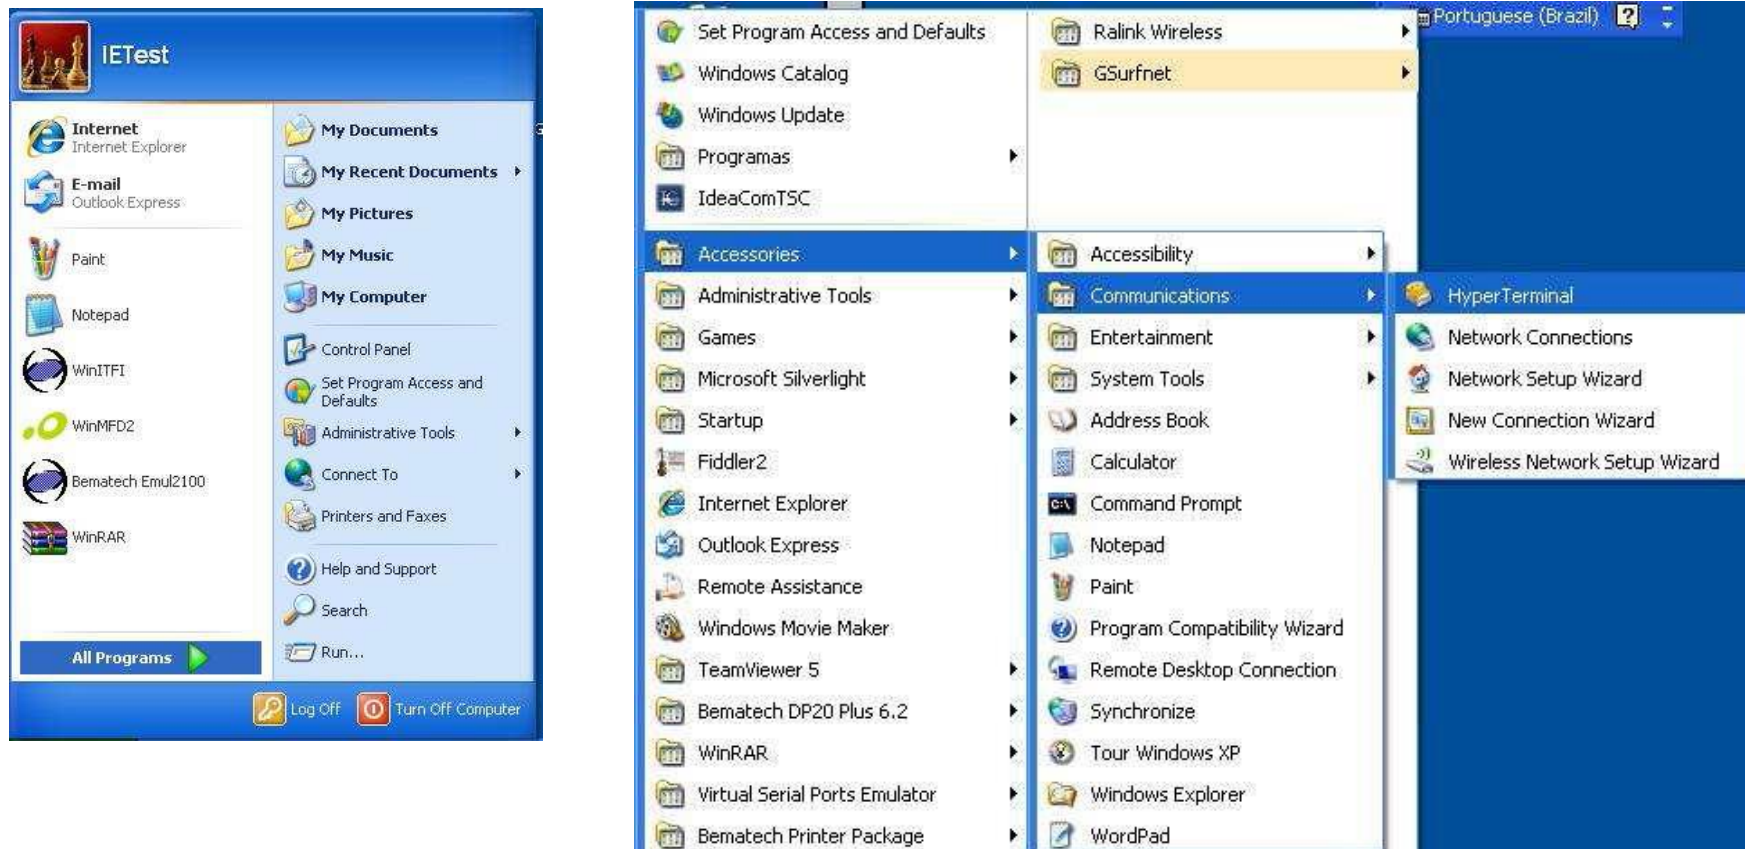 IETest
Internet
Internet Explorer
E-mail
Outlook Express
Paint
Notepad
WinITFI
WinMFD2
Bematech Emul2100
WinRAR
All Programs
My Documents
My Recent Documents
My Pictures
My Music
My Computer
Control Panel
Set Program Access and
Defaults
Administrative Tools
Connect To
Printers and Faxes
Help and Support
Search
Run...
Log Off
Turn Off Computer
Set Program Access and Defaults
Windows Catalog
Windows Update
Programas
IdeaComTSC
Accessories
Administrative Tools
Games
Microsoft Silverlight
Startup
Fiddler2
Internet Explorer
Outlook Express
Remote Assistance
Windows Movie Maker
TeamViewer 5
Bematech DP20 Plus 6.2
WinRAR
Virtual Serial Ports Emulator
Bematech Printer Package
Ralink Wireless
GSurfnet
Accessibility
Communications
Entertainment
System Tools
Address Book
Calculator
Command Prompt
Notepad
Paint
Program Compatibility Wizard
Remote Desktop Connection
Synchronize
Tour Windows XP
Windows Explorer
WordPad
HyperTerminal
Network Connections
Network Setup Wizard
New Connection Wizard
Wireless Network Setup Wizard
Portuguese (Brazil)